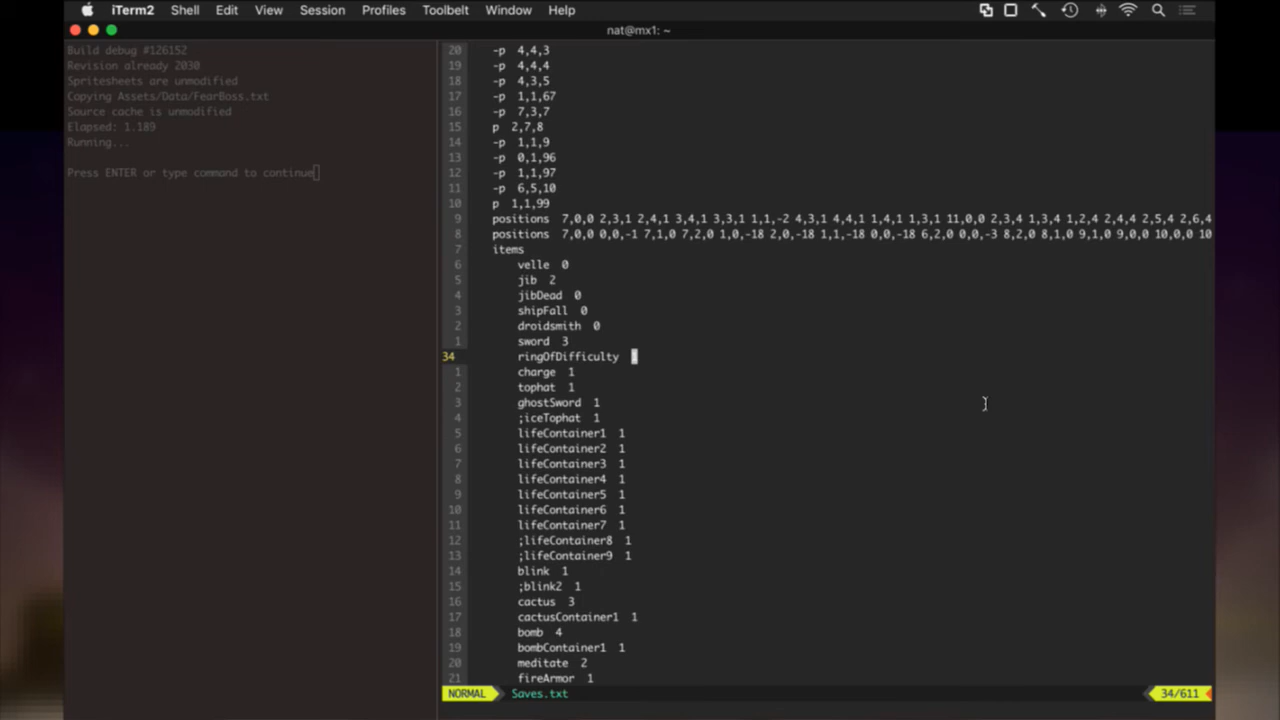 iTerm2 Shell Edit View Session Profiles Toolbelt Window Help
nat@mx1: ~
Build debug #126152
Revision already 2030
Spritesheets are unmodified
Copying Assets/Data/FearBoss.txt
Source cache is unmodified
Elapsed: 1.189
Running...
Press ENTER or type command to continue
20 -p 4,4,3
19 -p 4,4,4
18 -p 4,3,5
17 -p 1,1,67
16 -p 7,3,7
15 p 2,7,8
14 -p 1,1,9
13 -p 0,1,96
12 -p 1,1,97
11 -p 6,5,10
10 p 1,1,99
9 positions 7,0,0 2,3,1 2,4,1 3,4,1 3,3,1 1,1,-2 4,3,1 4,4,1 1,4,1 1,3,1 11,0,0 2,3,4 1,3,4 1,2,4 2,4,4 2,5,4 2,6,4
8 positions 7,0,0 0,0,-1 7,1,0 7,2,0 1,0,-18 2,0,-18 1,1,-18 0,0,-18 6,2,0 0,0,-3 8,2,0 8,1,0 9,1,0 9,0,0 10,0,0 10
7 items
6 velle 0
5 jib 2
4 jibDead 0
3 shipFall 0
2 droidsmith 0
1 sword 3
34 ringOfDifficulty
1 charge 1
2 tophat 1
3 ghostSword 1
4 ;iceTophat 1
5 lifeContainer1 1
6 lifeContainer2 1
7 lifeContainer3 1
8 lifeContainer4 1
9 lifeContainer5 1
10 lifeContainer6 1
11 lifeContainer7 1
12 ;lifeContainer8 1
13 ;lifeContainer9 1
14 blink 1
15 ;blink2 1
16 cactus 3
17 cactusContainer1 1
18 bomb 4
19 bombContainer1 1
20 meditate 2
21 fireArmor 1
NORMAL Saves.txt 34/611